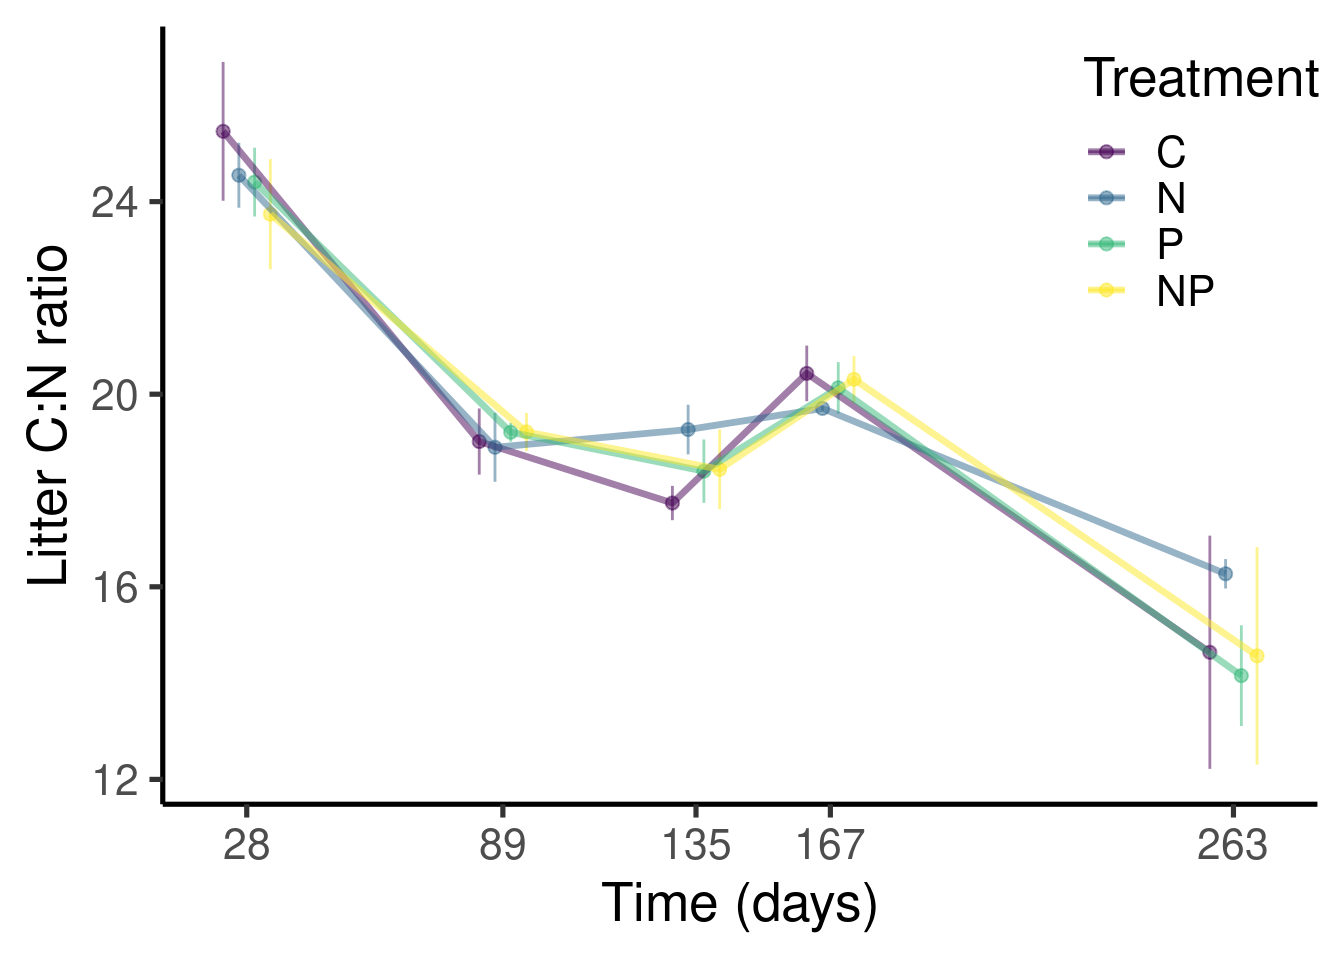 Treatment
C
N
P
NP
Litter C:N ratio
24
20
16
12
28 89 135 167 263
Time (days)